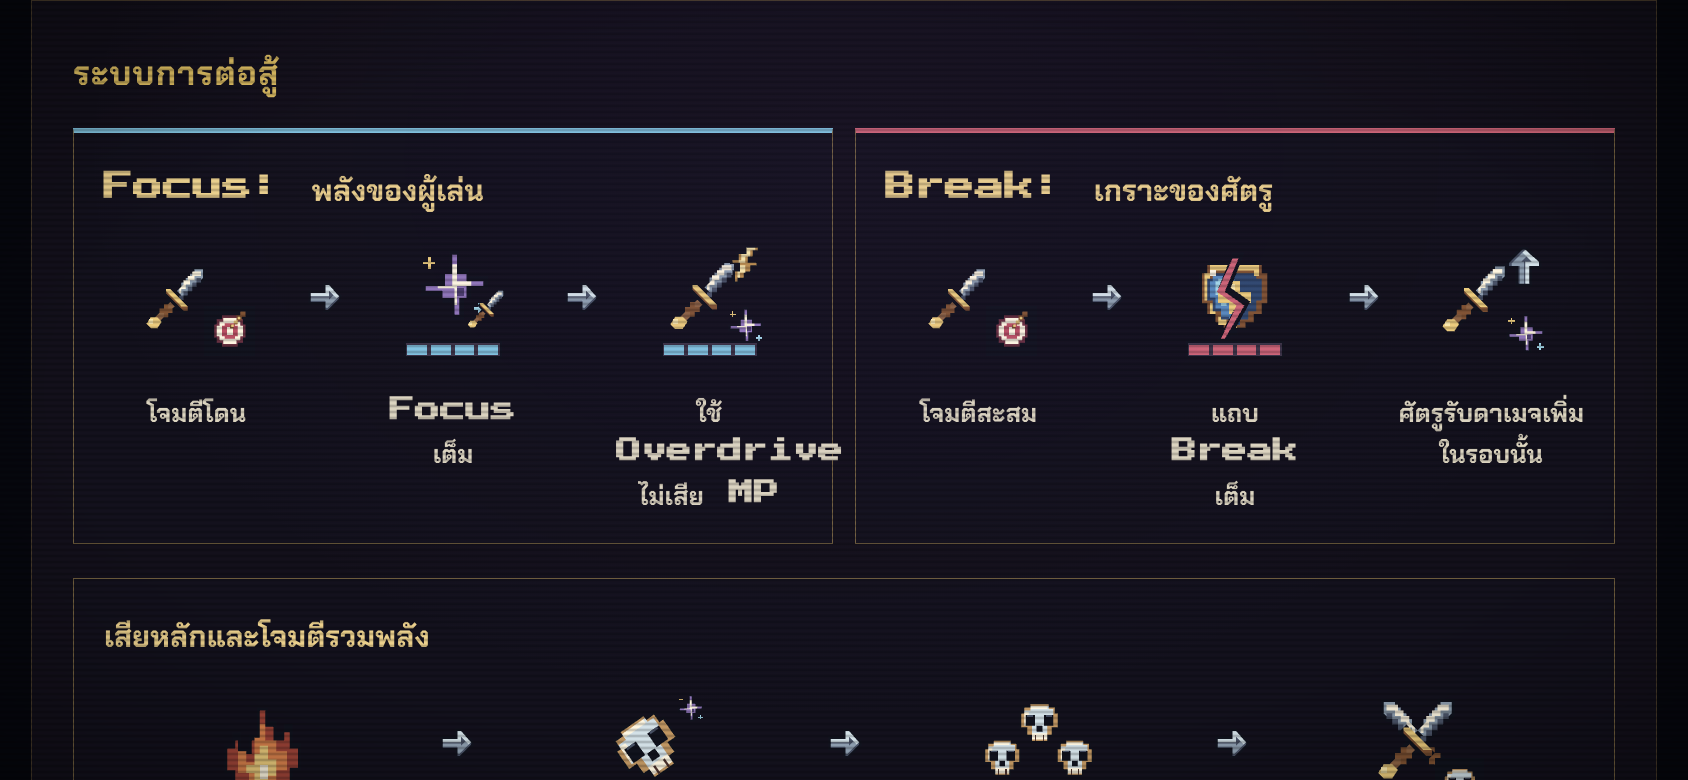 ระบบการต่อสู้
Focus: พลังของผู้เล่น
โจมตีโดน
Focus
เต็ม
ใช้
Overdrive
ไม่เสีย MP
Break: เกราะของศัตรู
โจมตีสะสม
แถบ
Break
เต็ม
ศัตรูรับดาเมจเพิ่ม
ในรอบนั้น
เสียหลักและโจมตีรวมพลัง